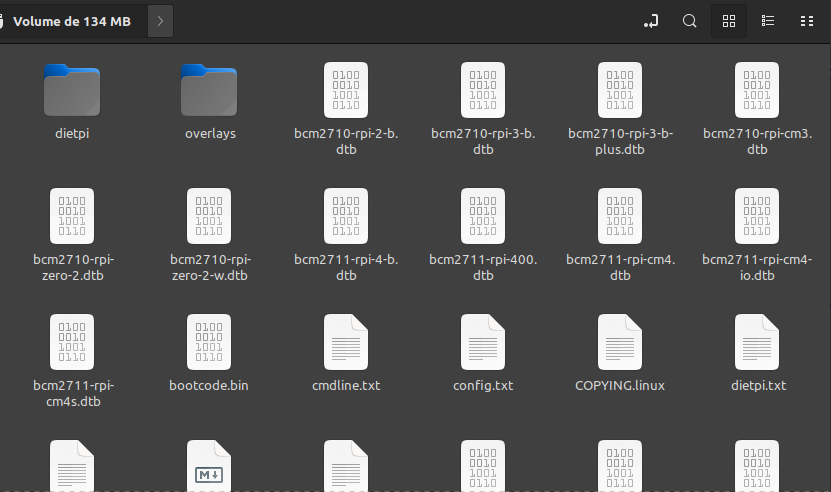 Volume de 134 MB
dietpi
overlays
bcm2710-rpi-2-b.
dtb
bcm2710-rpi-3-b.
dtb
bcm2710-rpi-3-b-
plus.dtb
bcm2710-rpi-cm3.
dtb
bcm2710-rpi-
zero-2.dtb
bcm2710-rpi-
zero-2-w.dtb
bcm2711-rpi-4-b.
dtb
bcm2711-rpi-400.
dtb
bcm2711-rpi-cm4.
dtb
bcm2711-rpi-cm4-
io.dtb
bcm2711-rpi-
cm4s.dtb
bootcode.bin
cmdline.txt
config.txt
COPYING.linux
dietpi.txt